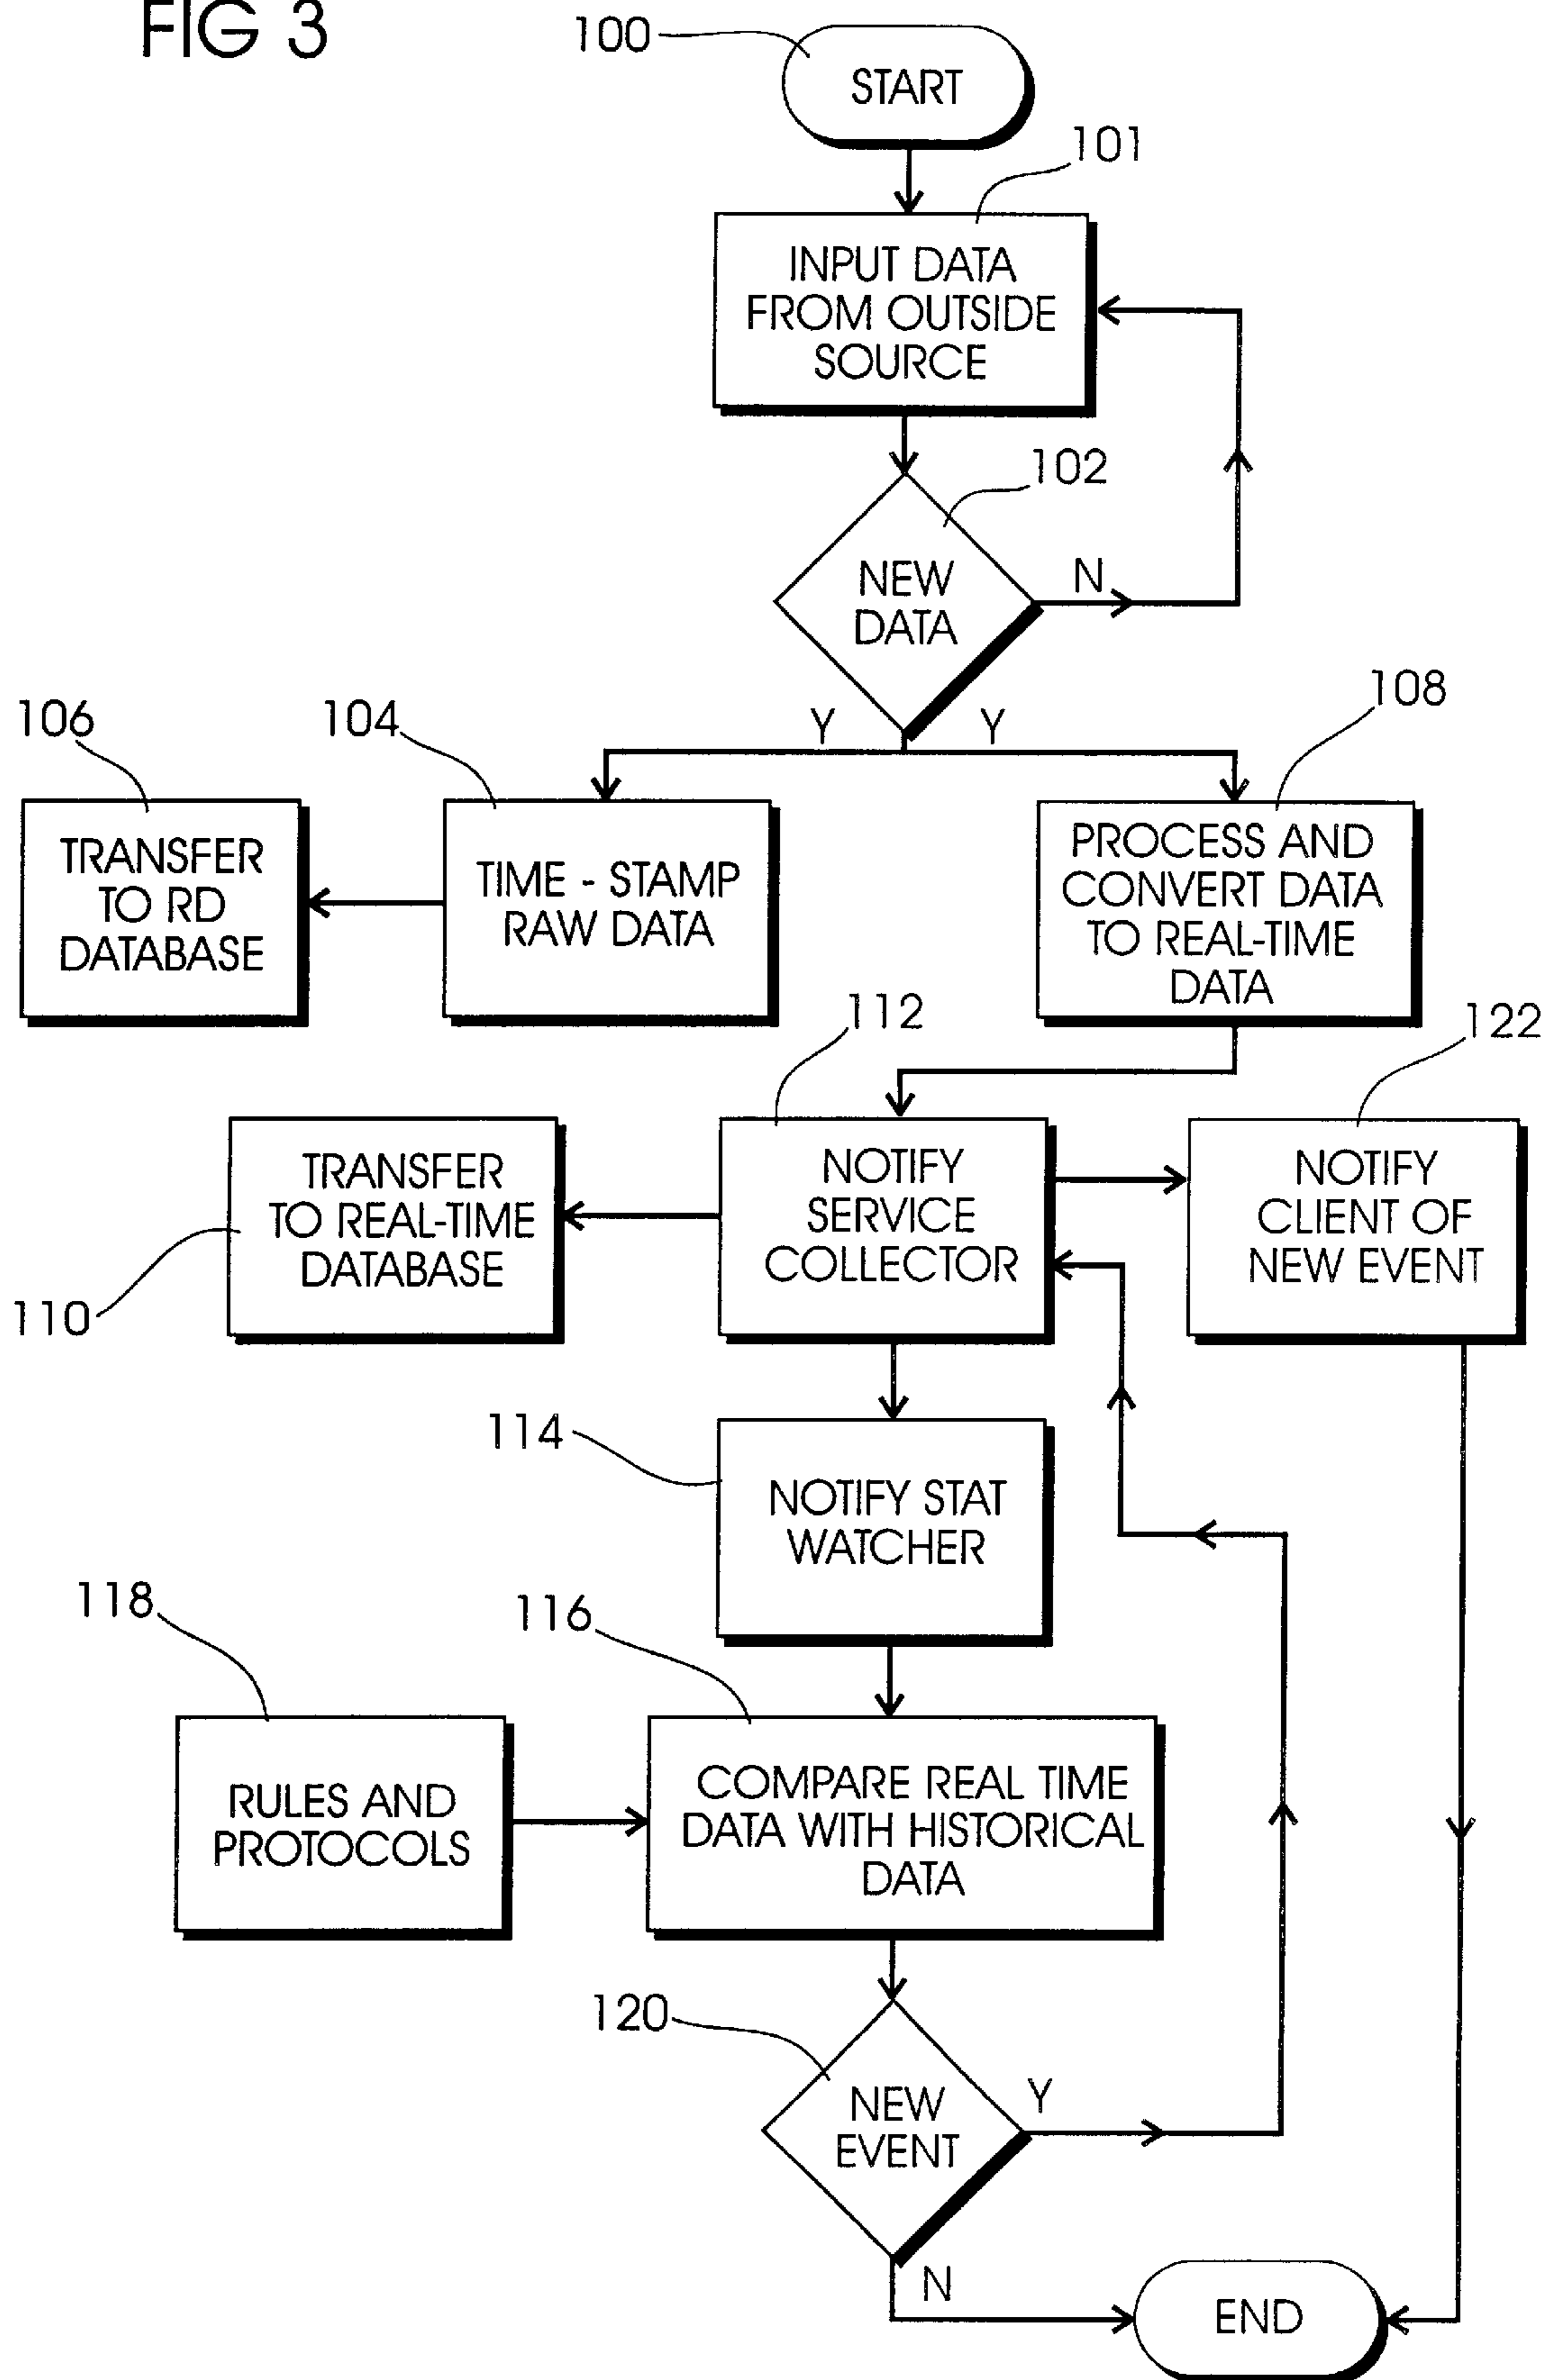 FIG 3
100
START
101
INPUT DATA
FROM OUTSIDE
SOURCE
102
NEW
DATA
N
Y
Y
106
104
108
TRANSFER
TO RD
DATABASE
TIME - STAMP
RAW DATA
PROCESS AND
CONVERT DATA
TO REAL-TIME
DATA
112
122
110
TRANSFER
TO REAL-TIME
DATABASE
NOTIFY
SERVICE
COLLECTOR
NOTIFY
CLIENT OF
NEW EVENT
114
NOTIFY STAT
WATCHER
118
116
RULES AND
PROTOCOLS
COMPARE REAL TIME
DATA WITH HISTORICAL
DATA
120
NEW
EVENT
Y
N
END